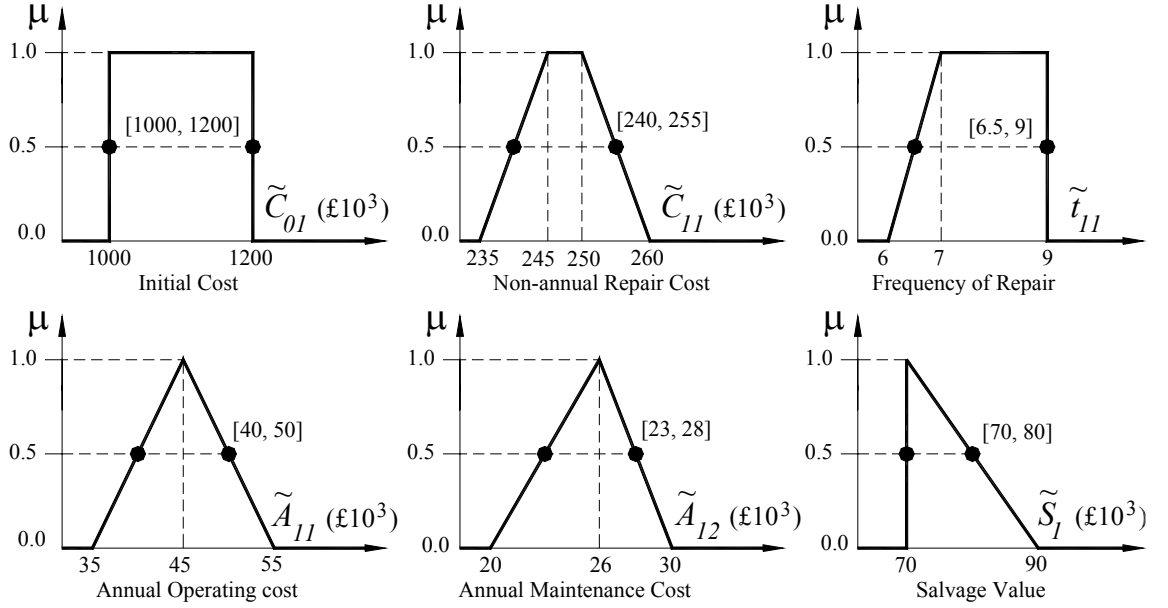 μ μ μ
1.0 1.0 1.0
[1000, 1200] [240, 255] [6.5, 9]
0.5 0.5 0.5
C̃01 (£10³) C̃11 (£10³) t̃11
0.0 0.0 0.0
1000 1200 235 245 250 260 6 7 9
Initial Cost Non-annual Repair Cost Frequency of Repair
μ μ μ
1.0 1.0 1.0
[40, 50] [23, 28] [70, 80]
0.5 0.5 0.5
Ã11 (£10³) Ã12 (£10³) S̃1 (£10³)
0.0 0.0 0.0
35 45 55 20 26 30 70 90
Annual Operating cost Annual Maintenance Cost Salvage Value